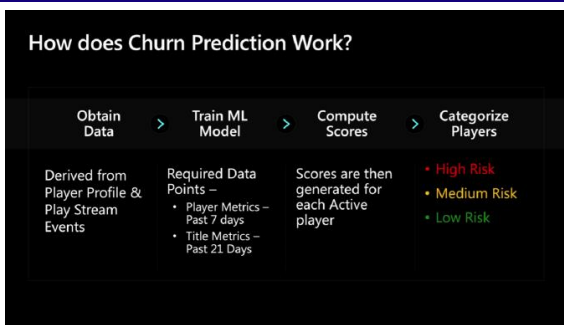 How does Churn Prediction Work?
Obtain
Data
Train ML
Model
Compute
Scores
Categorize
Players
Derived from
Player Profile &
Play Stream
Events
Required Data
Points –
• Player Metrics –
Past 7 days
• Title Metrics –
Past 21 Days
Scores are then
generated for
each Active
player
• High Risk
• Medium Risk
• Low Risk